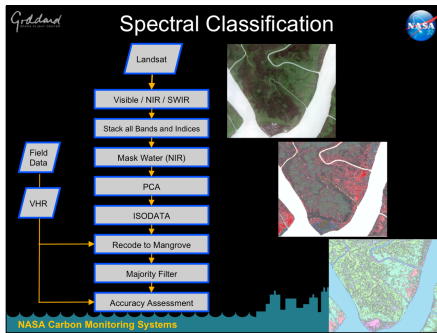 Goddard
Spectral Classification
NASA
Landsat
Visible / NIR / SWIR
Stack all Bands and Indices
Field
Data
Mask Water (NIR)
VHR
PCA
ISODATA
Recode to Mangrove
Majority Filter
Accuracy Assessment
NASA Carbon Monitoring Systems